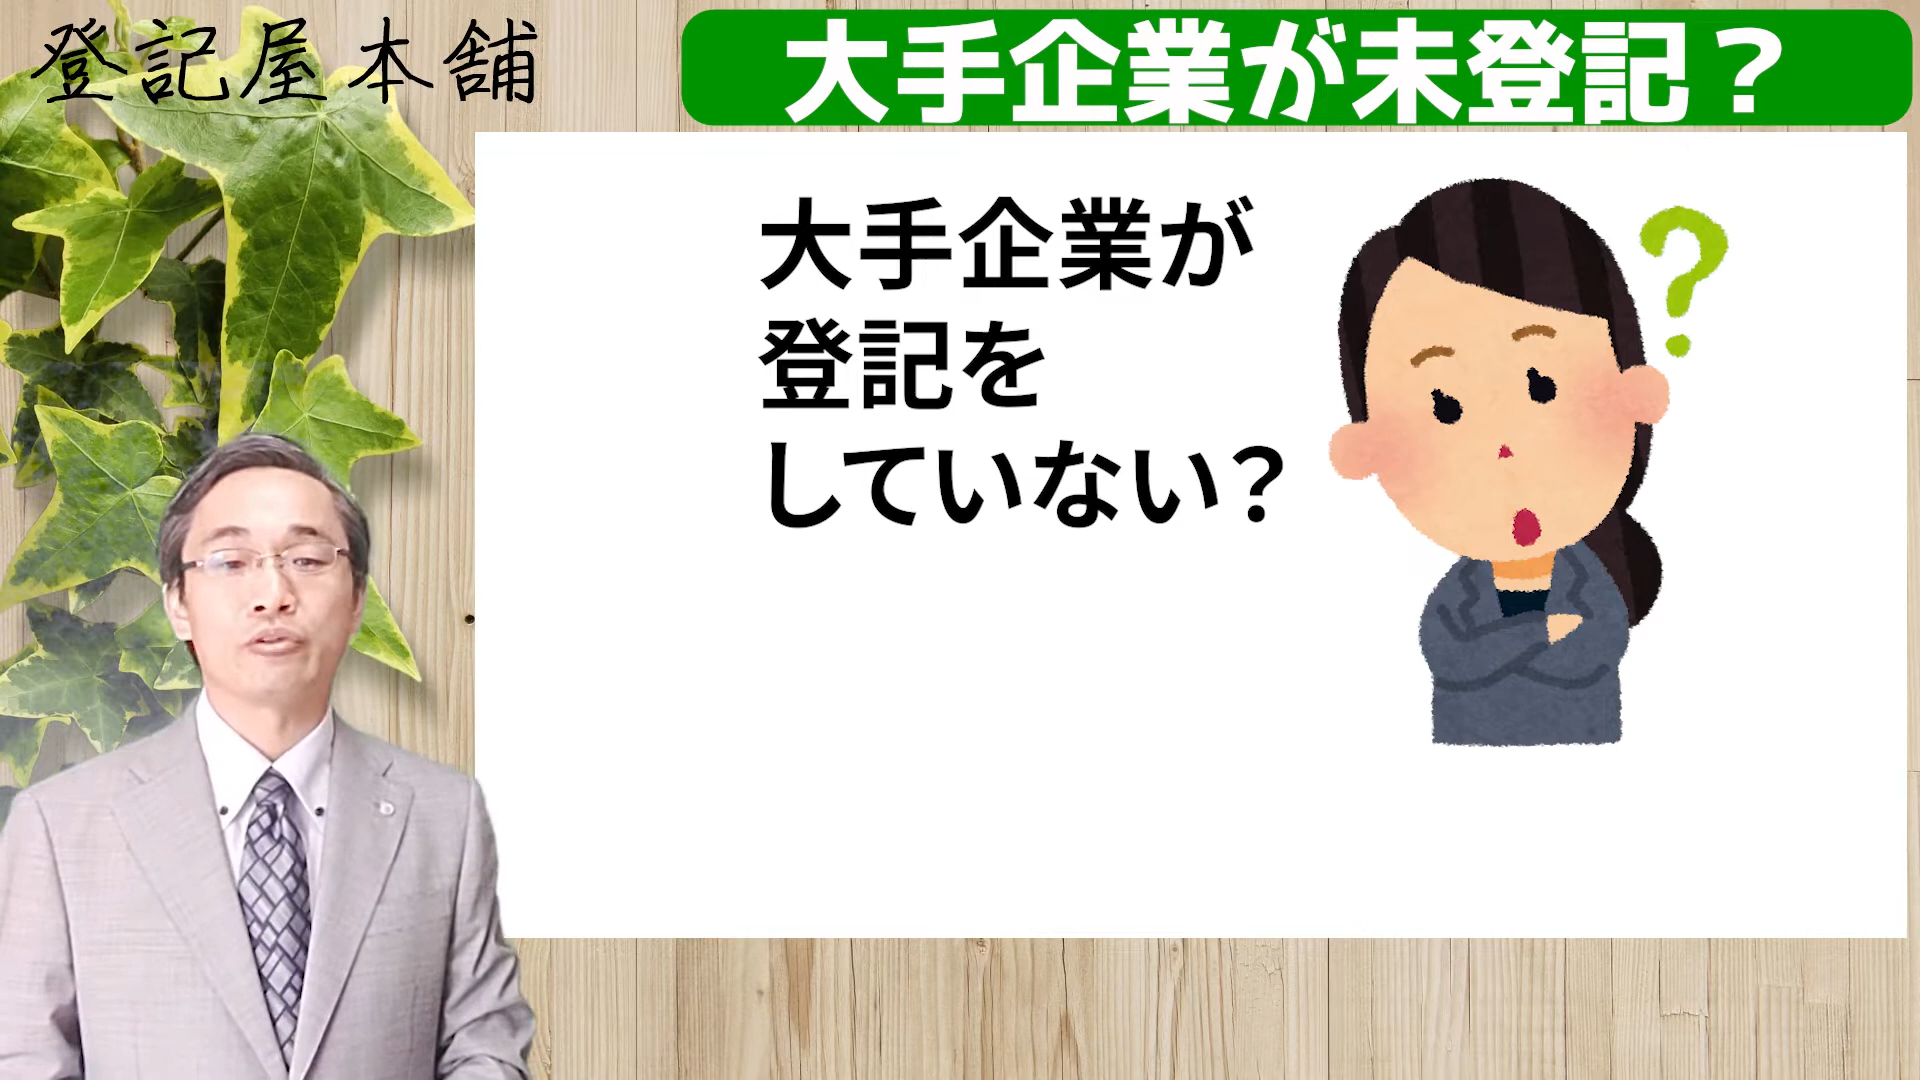 登記屋本舗
大手企業が未登記？
大手企業が
登記を
していない？
?